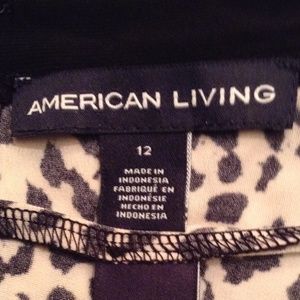 AMERICAN LIVING
12
MADE IN
INDONESIA
FABRIQUÉ EN
INDONÉSIE
HECHO EN
INDONESIA